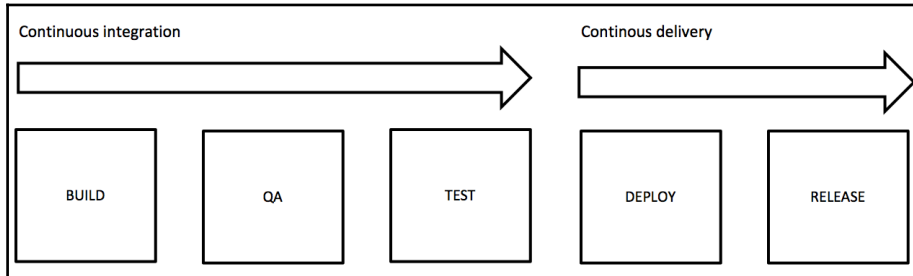 Continuous integration
Continous delivery
BUILD
QA
TEST
DEPLOY
RELEASE